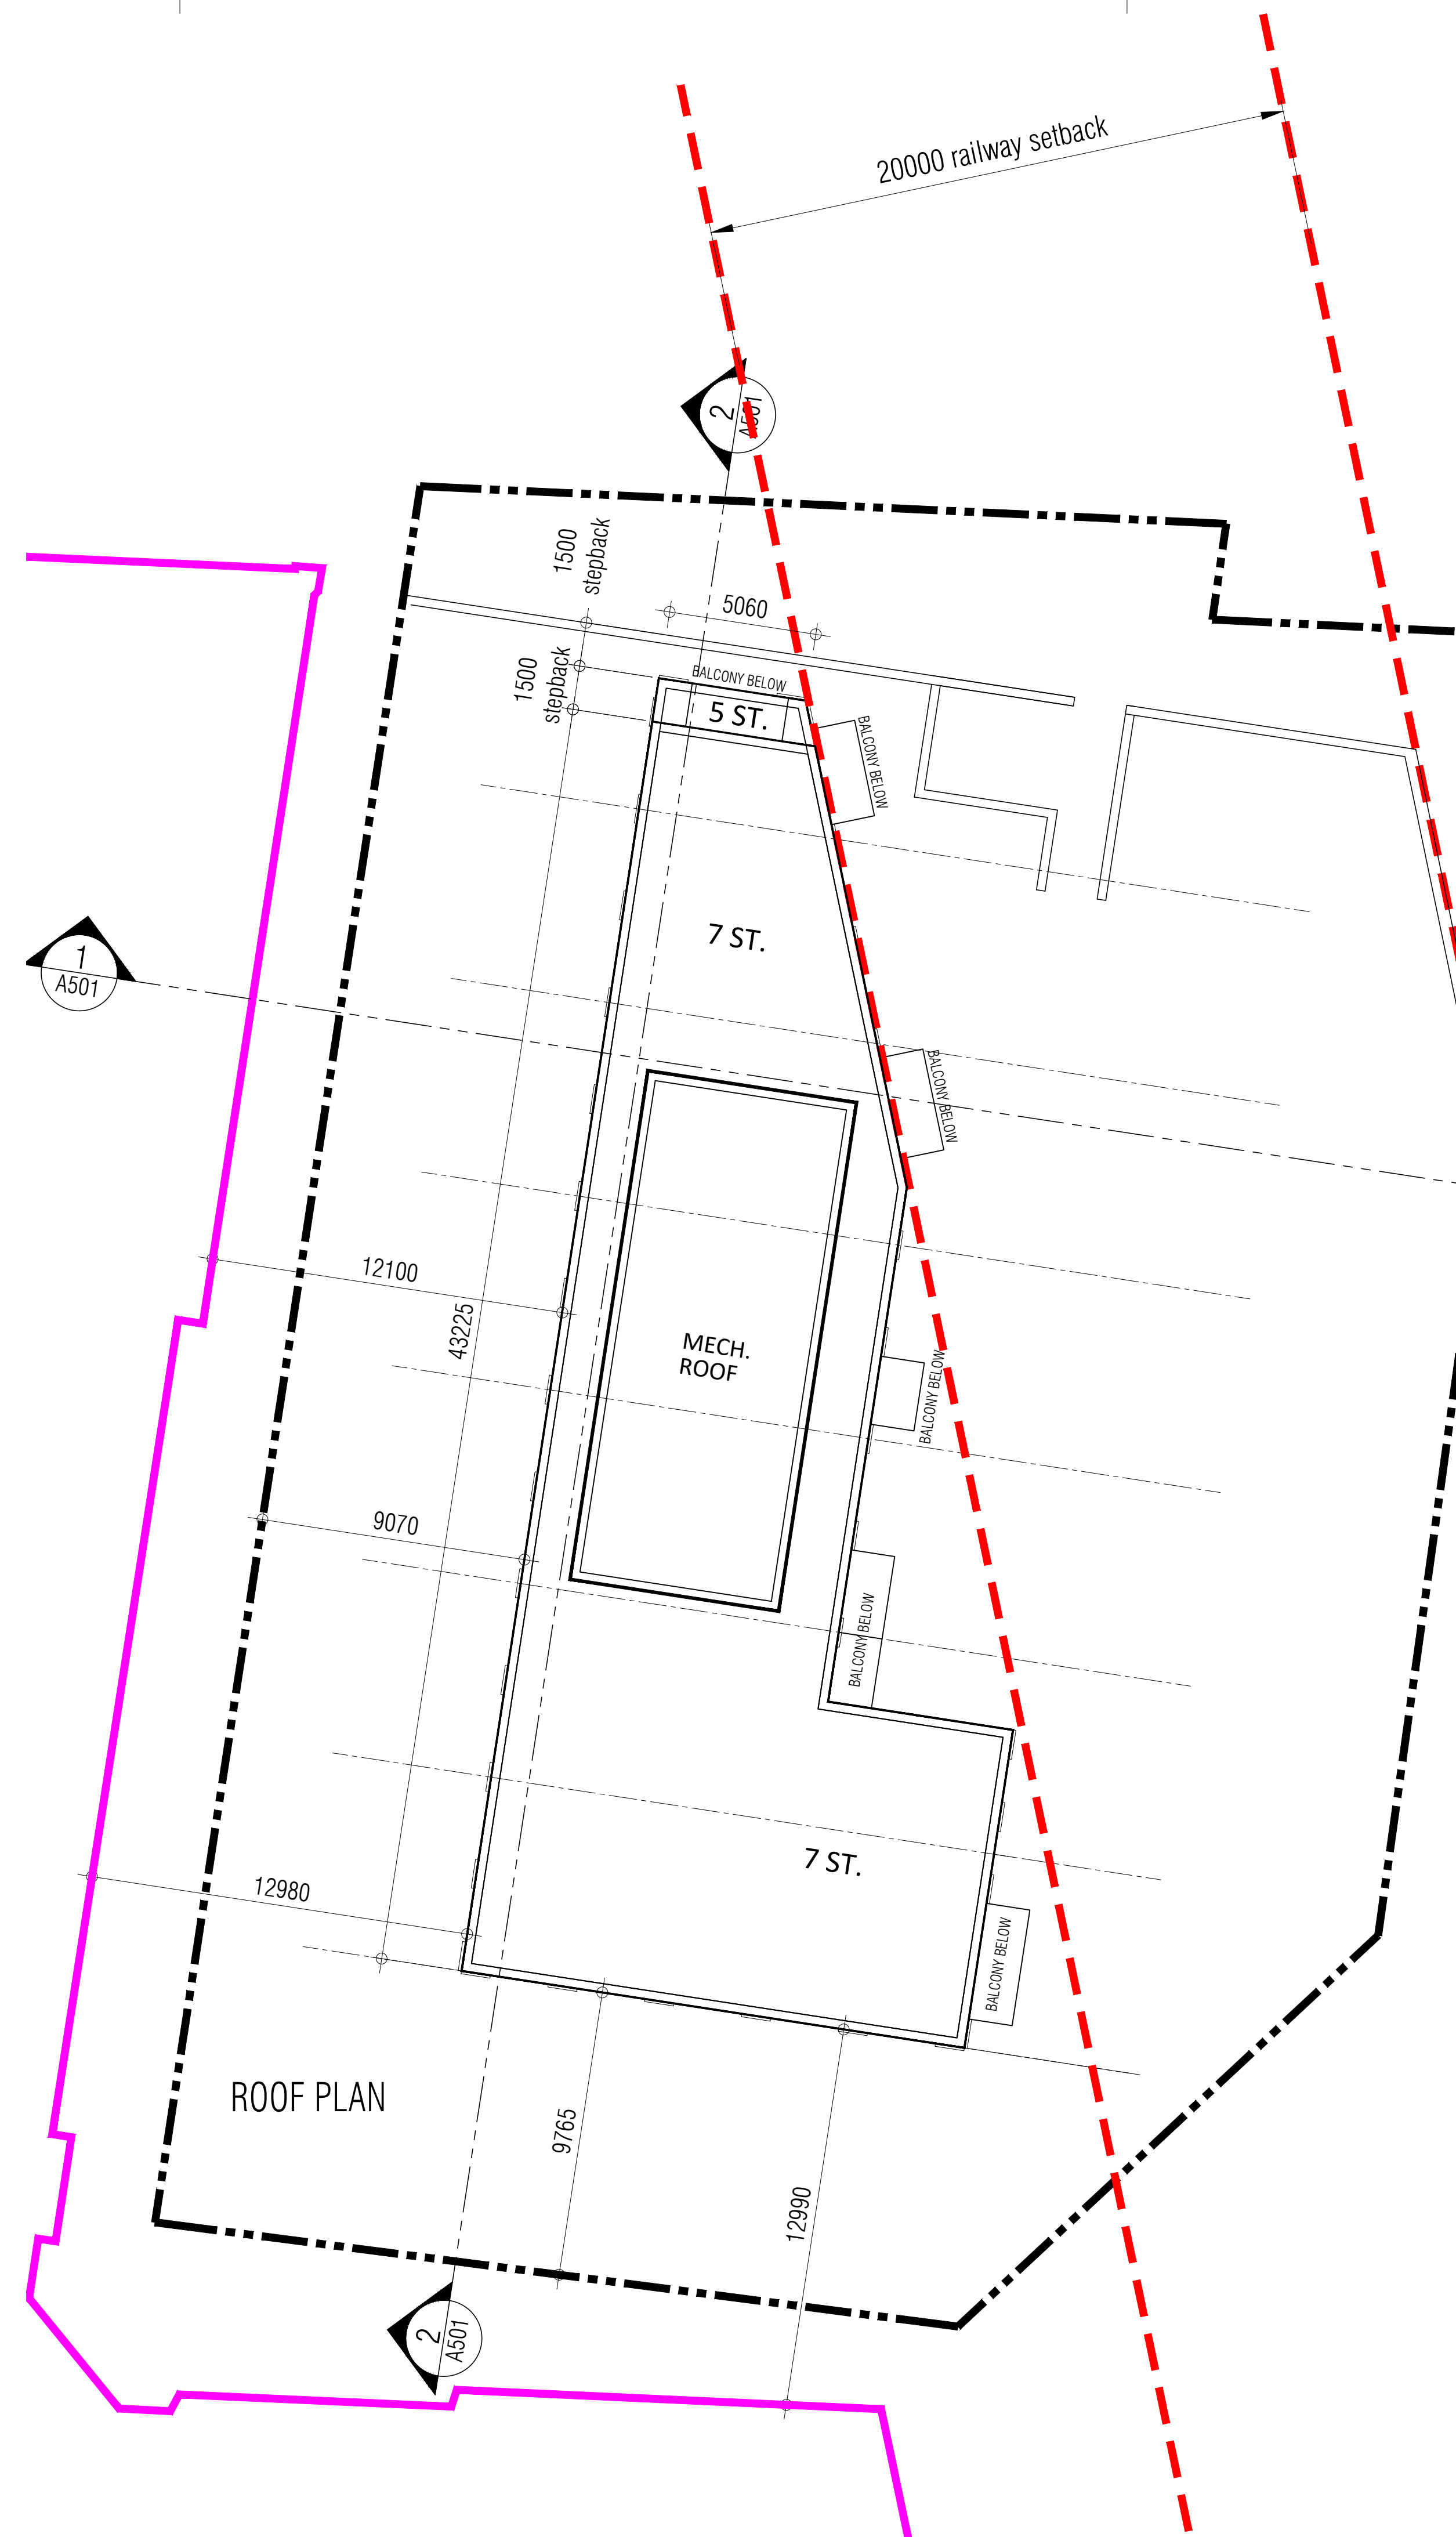 20000 railway setback
2
A501
1500
stepback
5060
1500
stepback
BALCONY BELOW
5 ST.
BALCONY BELOW
7 ST.
1
A501
BALCONY BELOW
12100
43225
MECH.
ROOF
BALCONY BELOW
9070
BALCONY BELOW
BALCONY BELOW
7 ST.
12980
BALCONY BELOW
ROOF PLAN
9765
12990
2
A501